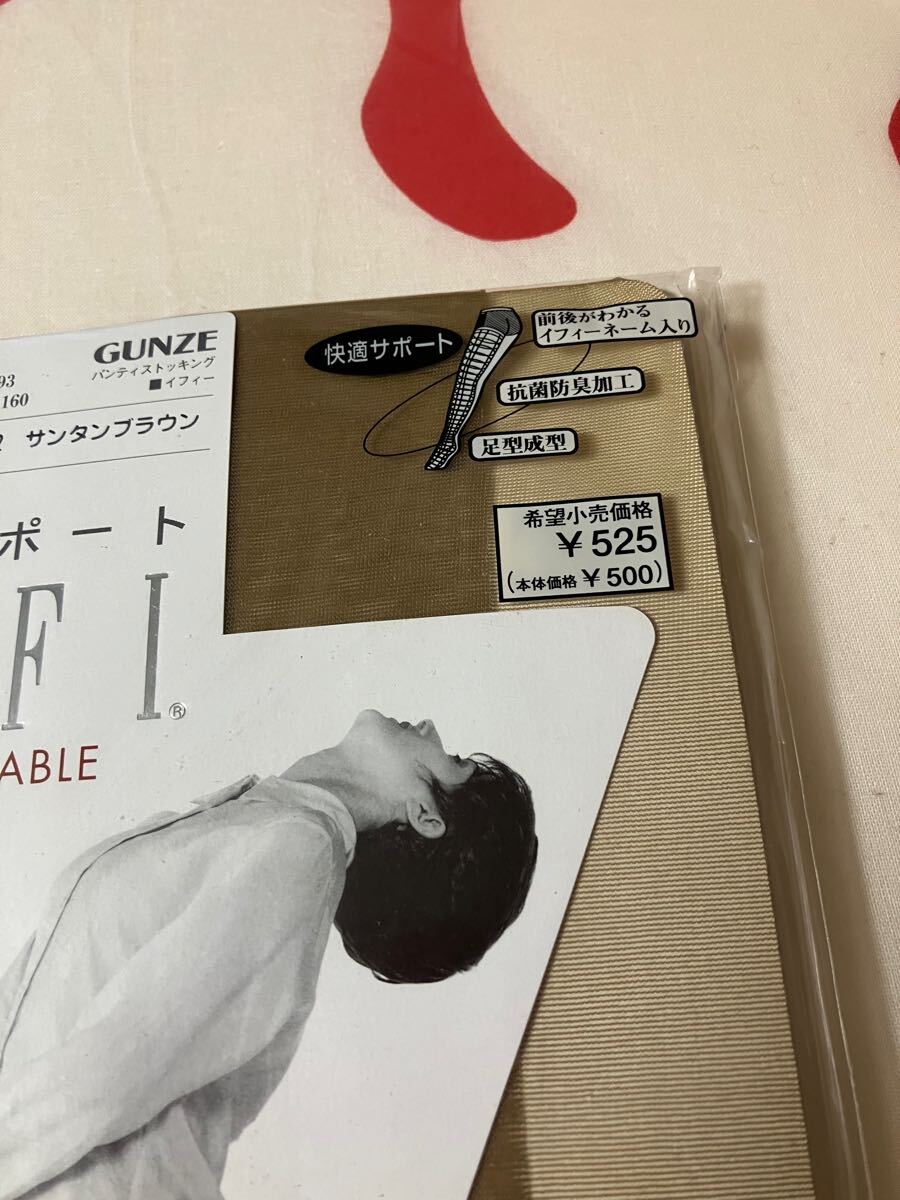 GUNZE
パンティストッキング
■イフィー
93
160
2 サンタンブラウン
ポート
FI®
ABLE
快適サポート
前後がわかる
イフィーネーム入り
抗菌防臭加工
足型成型
希望小売価格
¥525
(本体価格 ¥500)